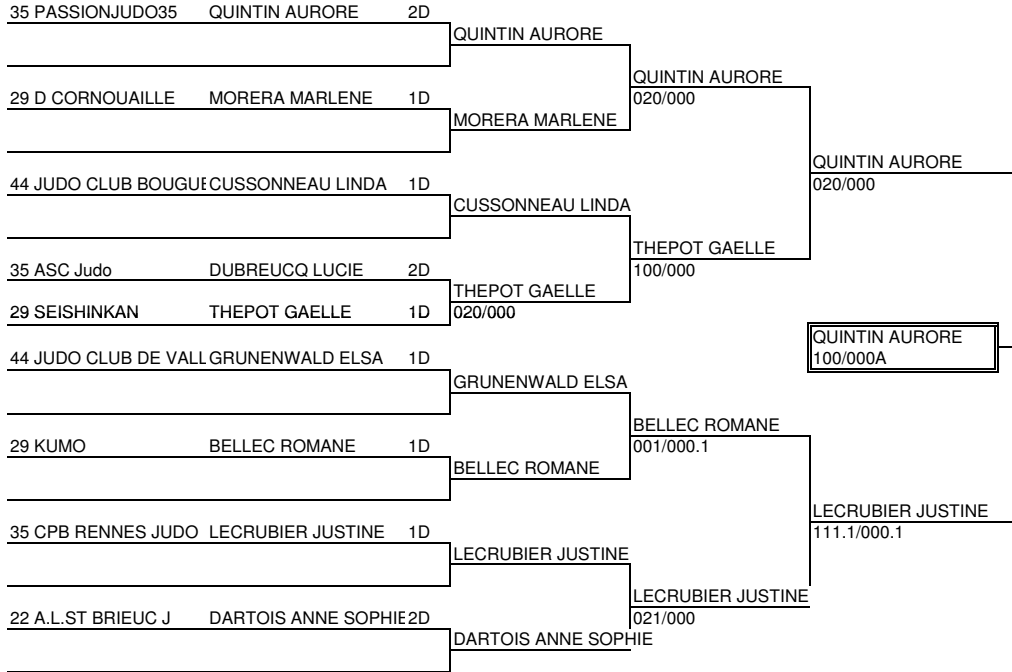 35 PASSIONJUDO35 QUINTIN AURORE 2D
QUINTIN AURORE
QUINTIN AURORE
020/000
29 D CORNOUAILLE MORERA MARLENE 1D
MORERA MARLENE
QUINTIN AURORE
020/000
44 JUDO CLUB BOUGUE CUSSONNEAU LINDA 1D
CUSSONNEAU LINDA
THEPOT GAELLE
100/000
35 ASC Judo DUBREUCQ LUCIE 2D
THEPOT GAELLE
020/000
29 SEISHINKAN THEPOT GAELLE 1D
QUINTIN AURORE
100/000A
44 JUDO CLUB DE VALL GRUNENWALD ELSA 1D
GRUNENWALD ELSA
BELLEC ROMANE
001/000.1
29 KUMO BELLEC ROMANE 1D
BELLEC ROMANE
LECRUBIER JUSTINE
111.1/000.1
35 CPB RENNES JUDO LECRUBIER JUSTINE 1D
LECRUBIER JUSTINE
LECRUBIER JUSTINE
021/000
22 A.L.ST BRIEUC J DARTOIS ANNE SOPHIE 2D
DARTOIS ANNE SOPHIE